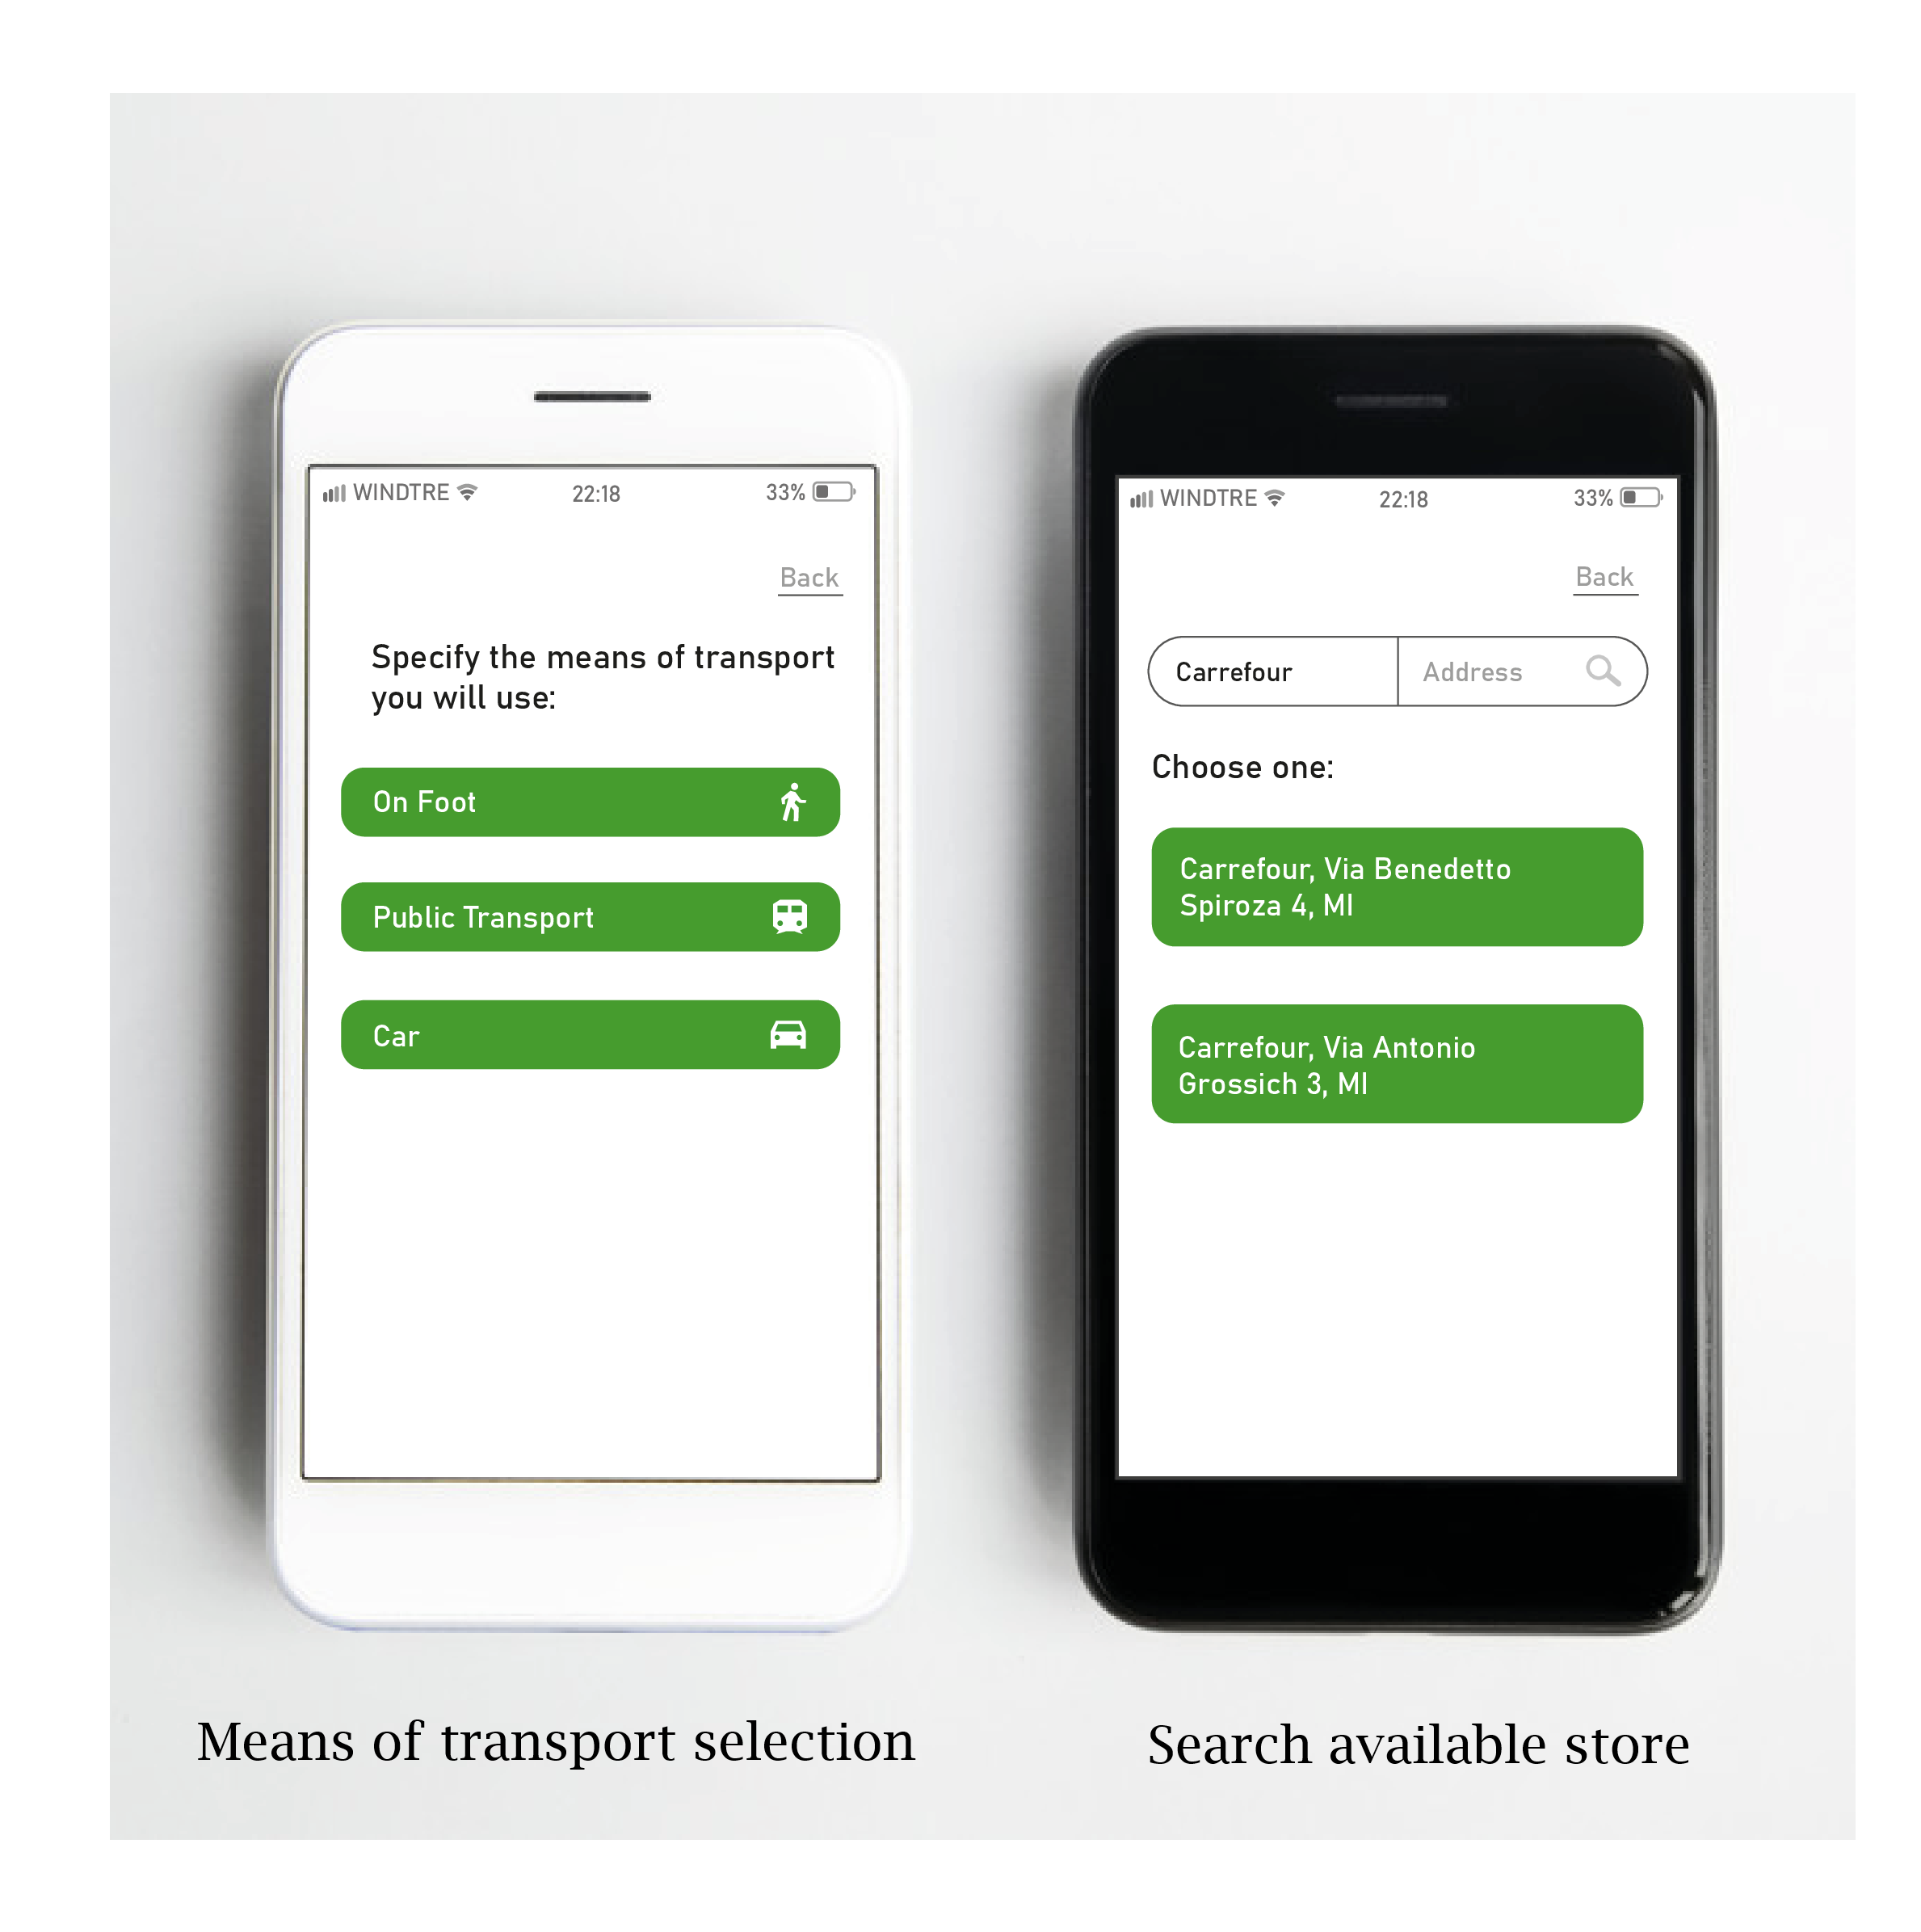 WINDTRE 22:18 33%
Back
Specify the means of transport
you will use:
On Foot
Public Transport
Car
Means of transport selection
WINDTRE 22:18 33%
Back
Carrefour Address
Choose one:
Carrefour, Via Benedetto
Spiroza 4, MI
Carrefour, Via Antonio
Grossich 3, MI
Search available store